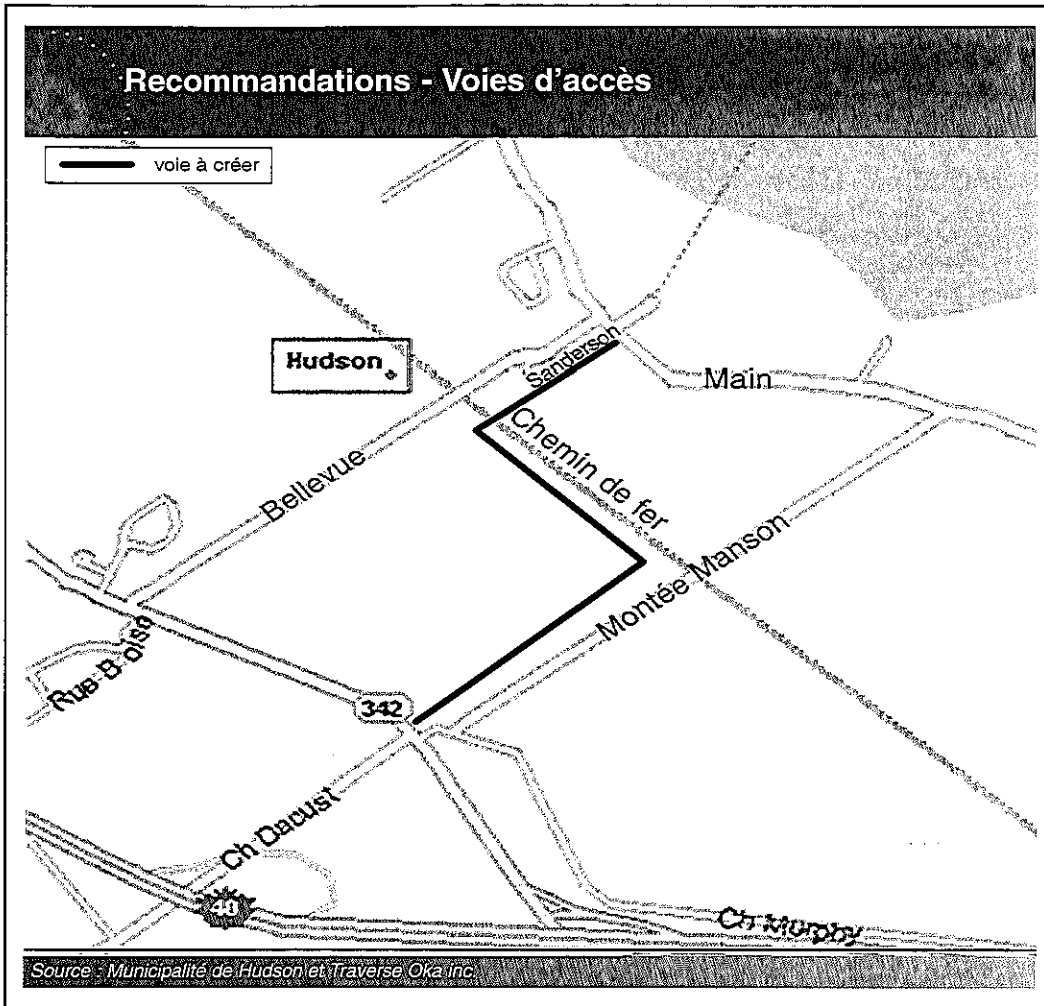 Recommandations - Voies d'accès
voie à créer
Hudson
Sanderson
Main
Chemin de fer
Bellevue
Montée Manson
Rue B oiso
342
Ch Daoust
40
Ch Murphy
Source : Municipalité de Hudson et Traverse Oka inc.